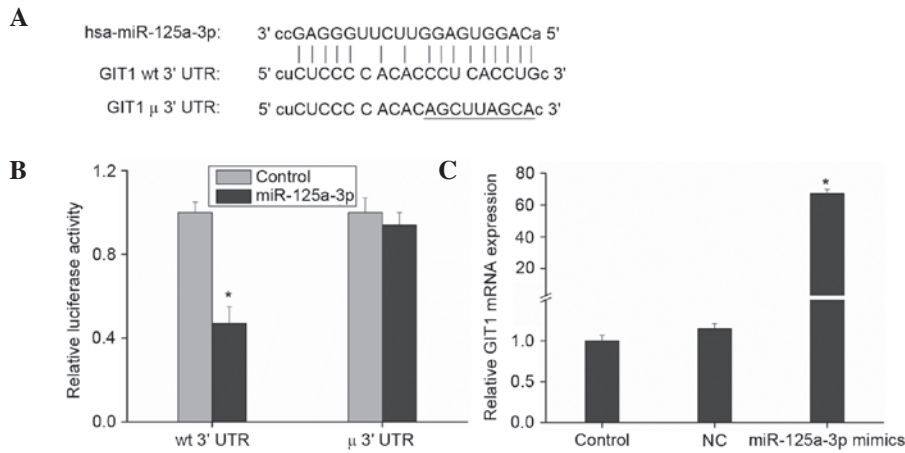 A
hsa-miR-125a-3p: 3' ccGAGGGUUCUUGGAGUGGACa 5'
GIT1 wt 3' UTR: 5' cuCUCCC C ACACCCU CACCUGc 3'
GIT1 µ 3' UTR: 5' cuCUCCC C ACACAGCUUAGCAc 3'
B
Relative luciferase activity
1.2
0.8
0.4
0.0
Control
miR-125a-3p
*
wt 3' UTR
µ 3' UTR
C
Relative GIT1 mRNA expression
80
60
40
20
1.0
0.5
0.0
*
Control
NC
miR-125a-3p mimics